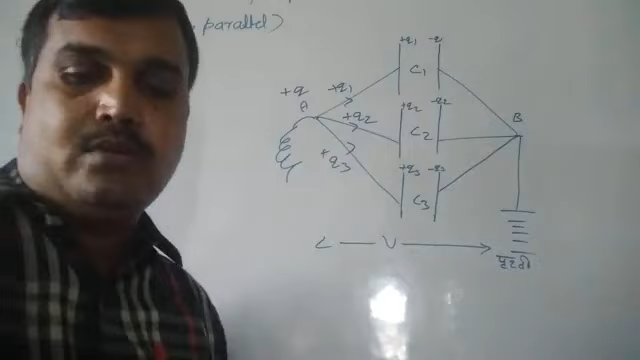 parallel)
+q1 -q
C1
+q +q1
A
+q2
+q2 -q2
C2
B
+q3
+q3 -q3
C3
V
पृथ्वी